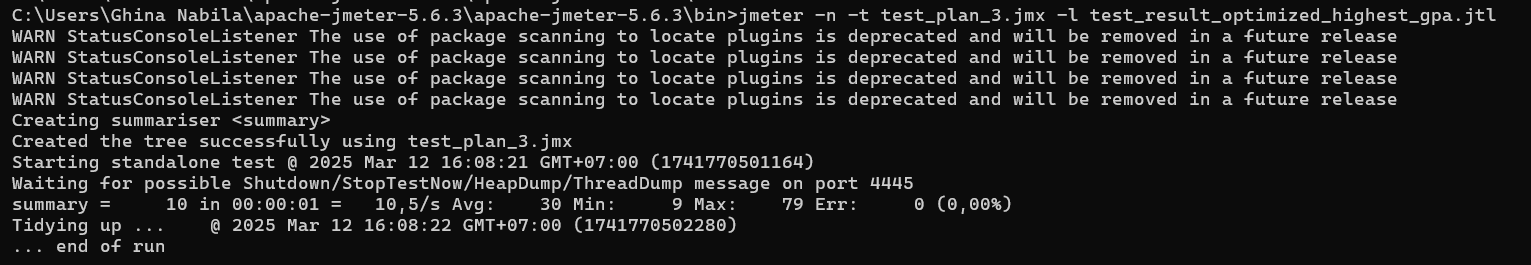 C:\Users\Ghina Nabila\apache-jmeter-5.6.3\apache-jmeter-5.6.3\bin>jmeter -n -t test_plan_3.jmx -l test_result_optimized_highest_gpa.jtl
WARN StatusConsoleListener The use of package scanning to locate plugins is deprecated and will be removed in a future release
WARN StatusConsoleListener The use of package scanning to locate plugins is deprecated and will be removed in a future release
WARN StatusConsoleListener The use of package scanning to locate plugins is deprecated and will be removed in a future release
WARN StatusConsoleListener The use of package scanning to locate plugins is deprecated and will be removed in a future release
Creating summariser <summary>
Created the tree successfully using test_plan_3.jmx
Starting standalone test @ 2025 Mar 12 16:08:21 GMT+07:00 (1741770501164)
Waiting for possible Shutdown/StopTestNow/HeapDump/ThreadDump message on port 4445
summary =     10 in 00:00:01 =   10,5/s Avg:    30 Min:     9 Max:    79 Err:     0 (0,00%)
Tidying up ...    @ 2025 Mar 12 16:08:22 GMT+07:00 (1741770502280)
... end of run